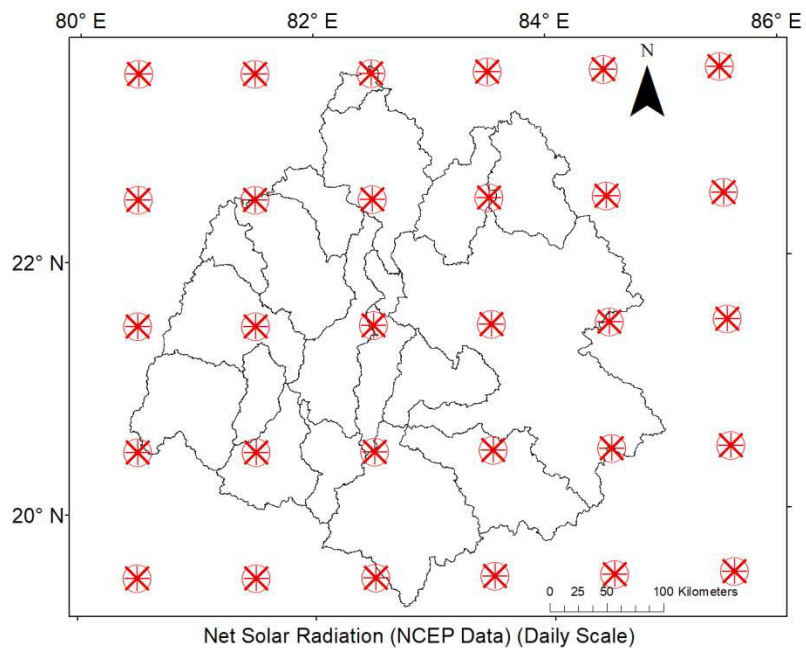 80° E 82° E 84° E 86° E
N
22° N
20° N
0 25 50 100 Kilometers
Net Solar Radiation (NCEP Data) (Daily Scale)